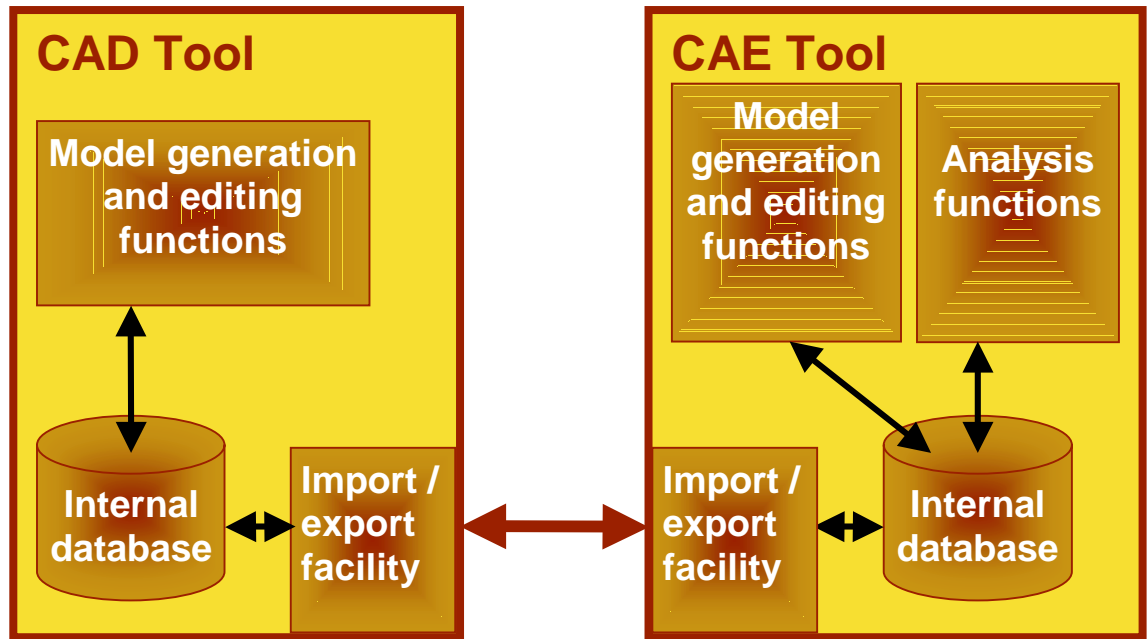 CAD Tool
Model generation
and editing
functions
Internal
database
Import /
export
facility
CAE Tool
Model
generation
and editing
functions
Analysis
functions
Import /
export
facility
Internal
database